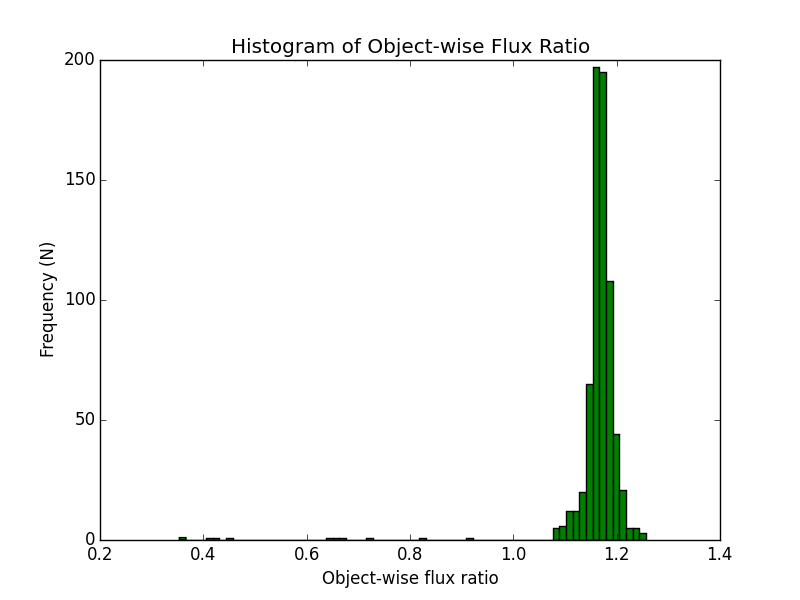 Histogram of Object-wise Flux Ratio
200
150
100
50
0
Frequency (N)
0.2 0.4 0.6 0.8 1.0 1.2 1.4
Object-wise flux ratio